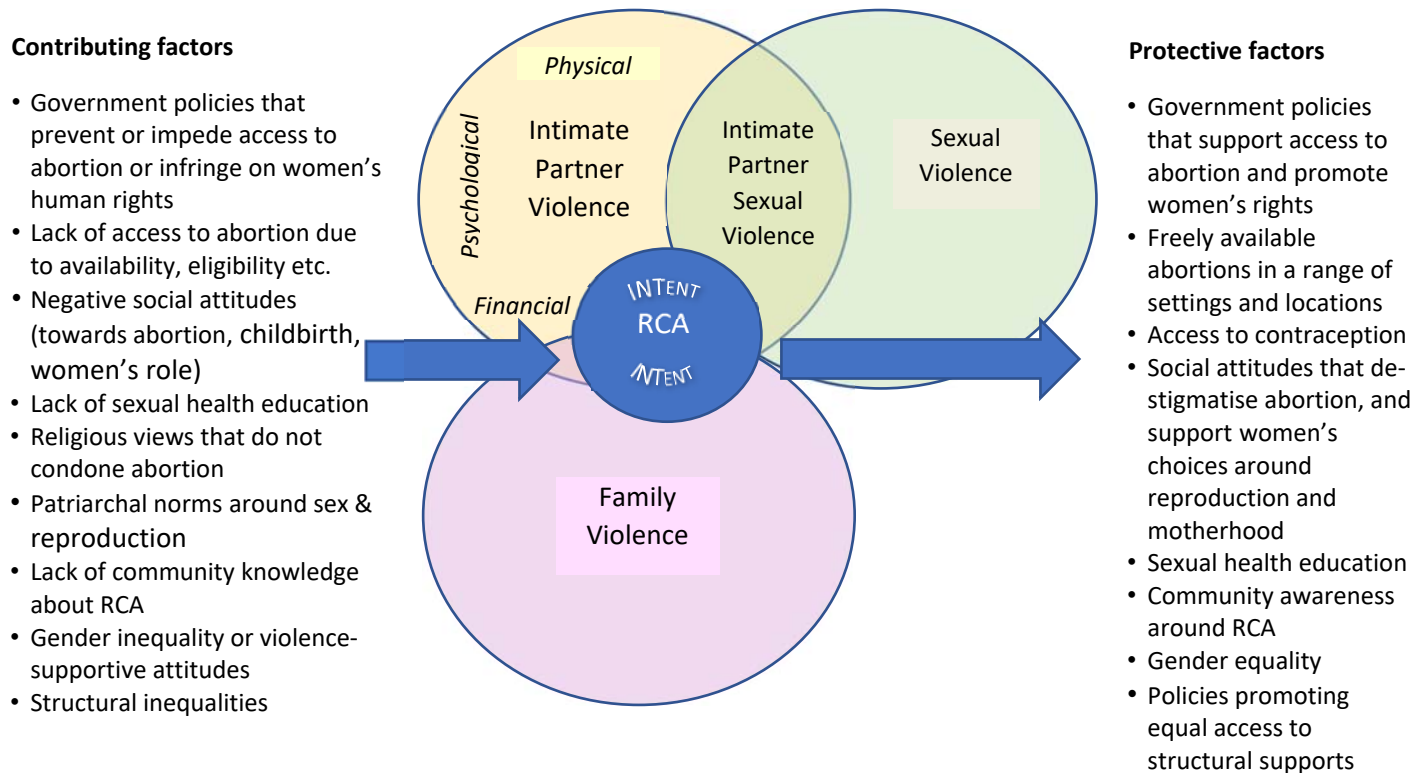 Contributing factors
• Government policies that
prevent or impede access to
abortion or infringe on women’s
human rights
• Lack of access to abortion due
to availability, eligibility etc.
• Negative social attitudes
(towards abortion, childbirth,
women’s role)
• Lack of sexual health education
• Religious views that do not
condone abortion
• Patriarchal norms around sex &
reproduction
• Lack of community knowledge
about RCA
• Gender inequality or violence-
supportive attitudes
• Structural inequalities
Physical
Psychological
Financial
Intimate
Partner
Violence
Intimate
Partner
Sexual
Violence
Sexual
Violence
INTENT
RCA
INTENT
Family
Violence
Protective factors
• Government policies
that support access to
abortion and promote
women’s rights
• Freely available
abortions in a range of
settings and locations
• Access to contraception
• Social attitudes that de-
stigmatise abortion, and
support women’s
choices around
reproduction and
motherhood
• Sexual health education
• Community awareness
around RCA
• Gender equality
• Policies promoting
equal access to
structural supports